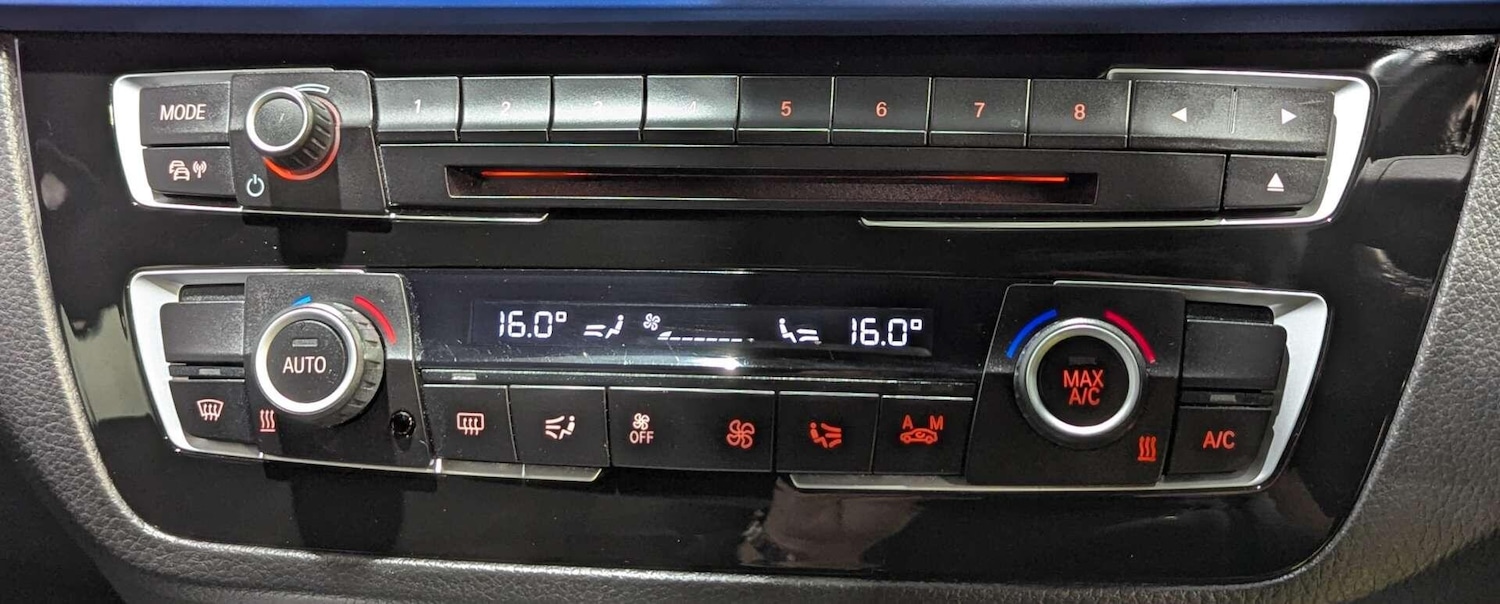 MODE
1 2 3 4 5 6 7 8
16.0° 16.0°
AUTO
MAX
A/C
OFF
A M
A/C